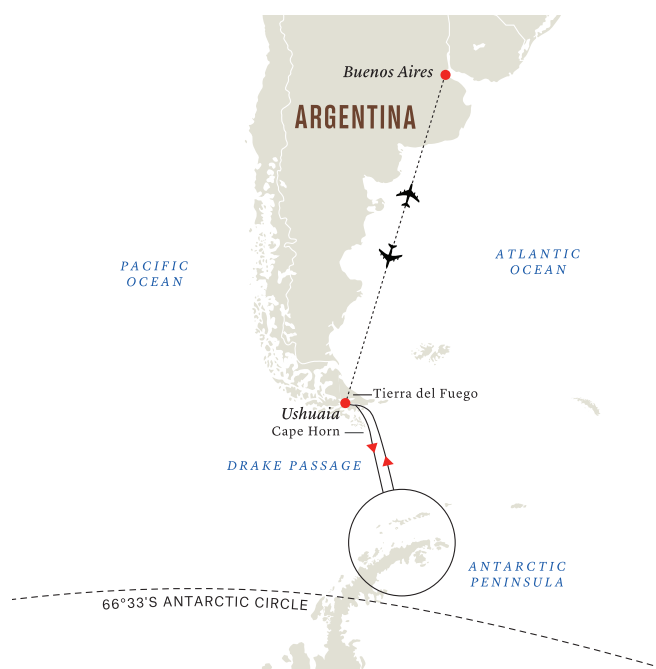 Buenos Aires
ARGENTINA
PACIFIC
OCEAN
ATLANTIC
OCEAN
Tierra del Fuego
Ushuaia
Cape Horn
DRAKE PASSAGE
ANTARCTIC
PENINSULA
66°33'S ANTARCTIC CIRCLE